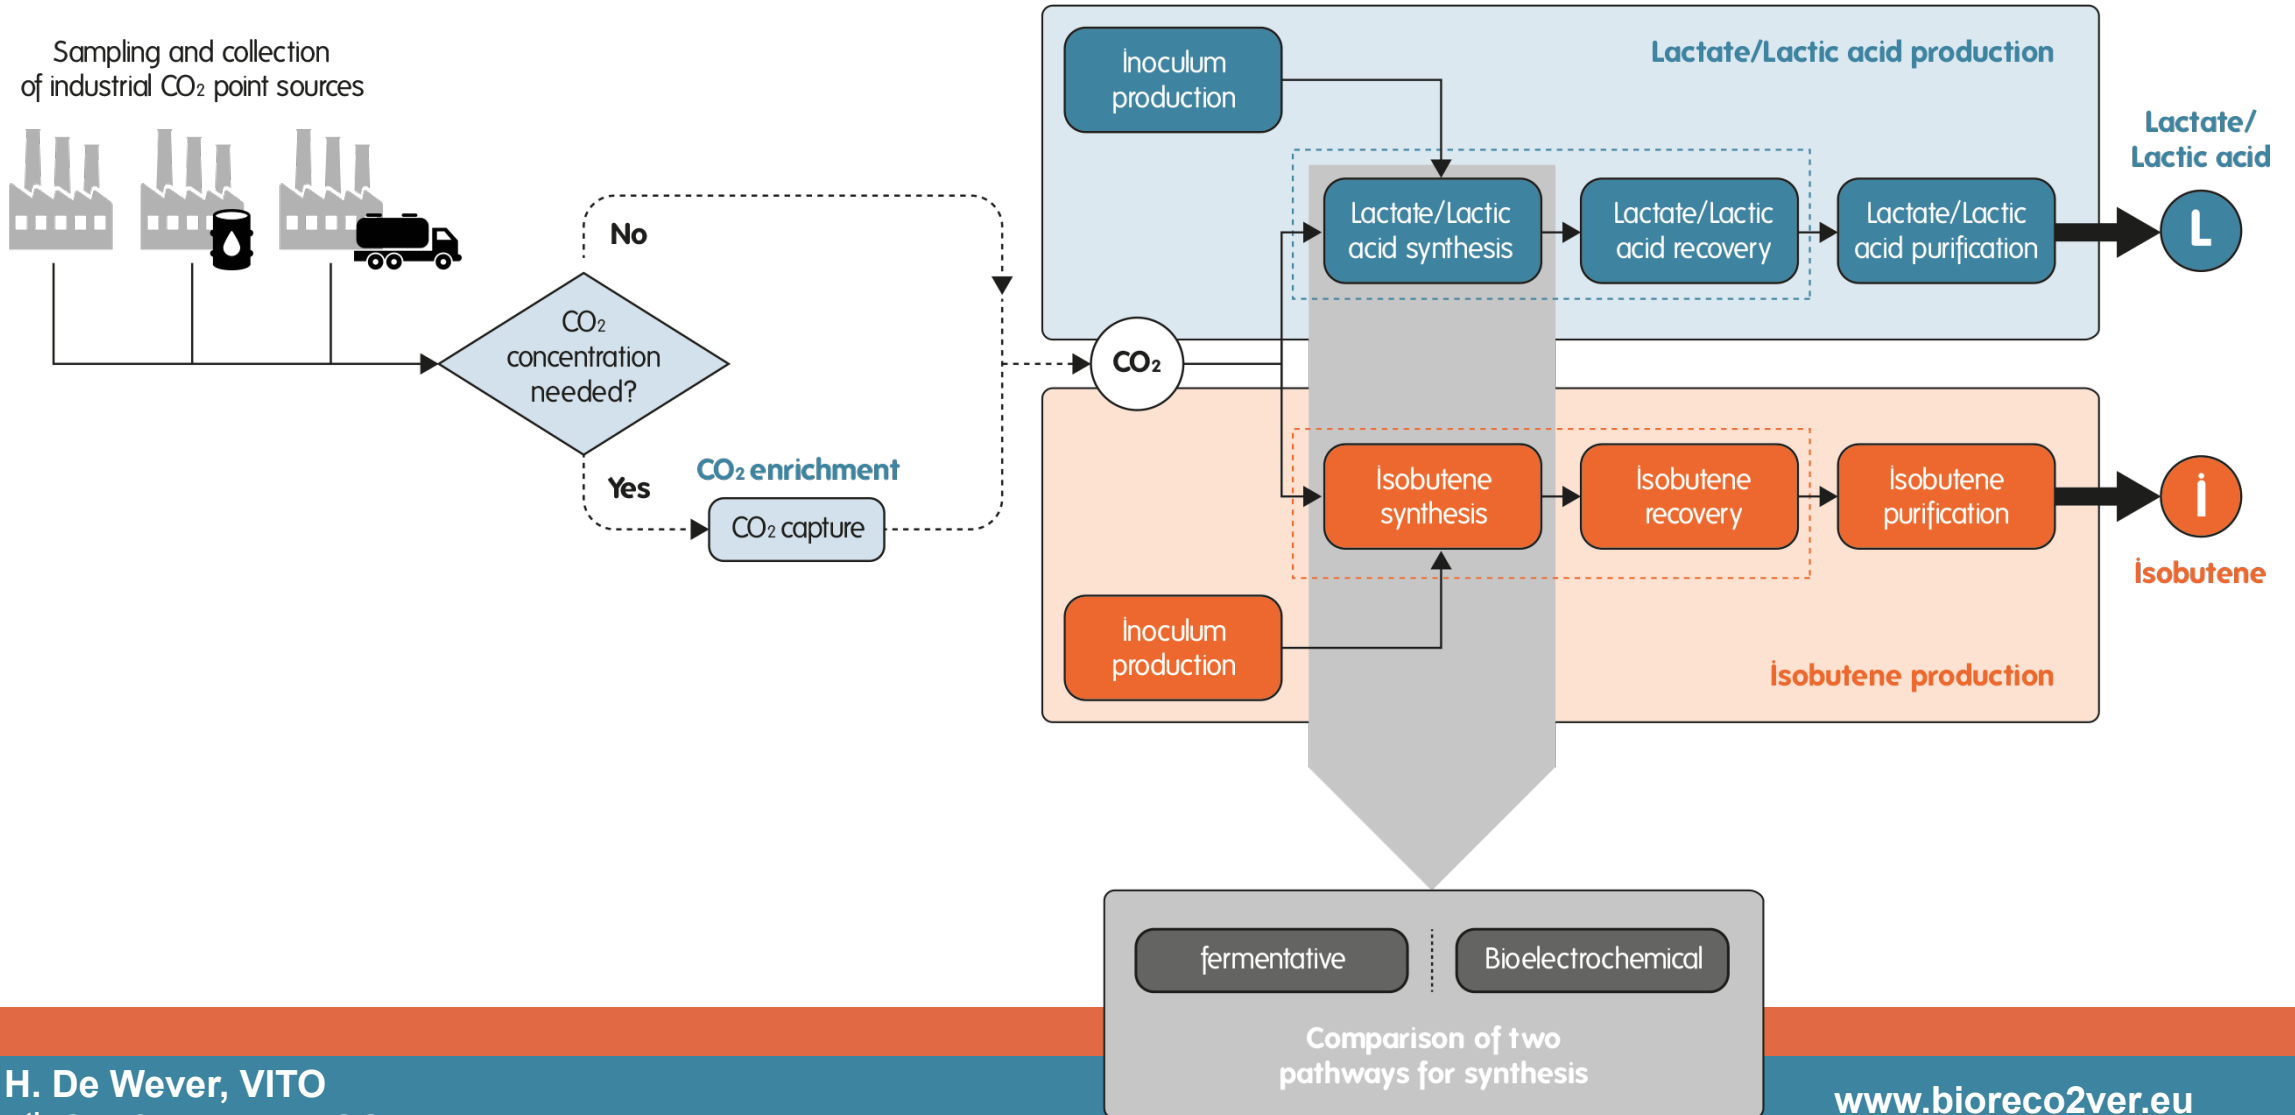 Sampling and collection
of industrial CO₂ point sources
No
CO₂
concentration
needed?
Yes
CO₂ enrichment
CO₂ capture
CO₂
Lactate/Lactic acid production
Inoculum
production
Lactate/Lactic
acid synthesis
Lactate/Lactic
acid recovery
Lactate/Lactic
acid purification
Lactate/
Lactic acid
L
Isobutene
synthesis
Isobutene
recovery
Isobutene
purification
i
Isobutene
Inoculum
production
Isobutene production
fermentative
Bioelectrochemical
Comparison of two
pathways for synthesis
H. De Wever, VITO
www.bioreco2ver.eu